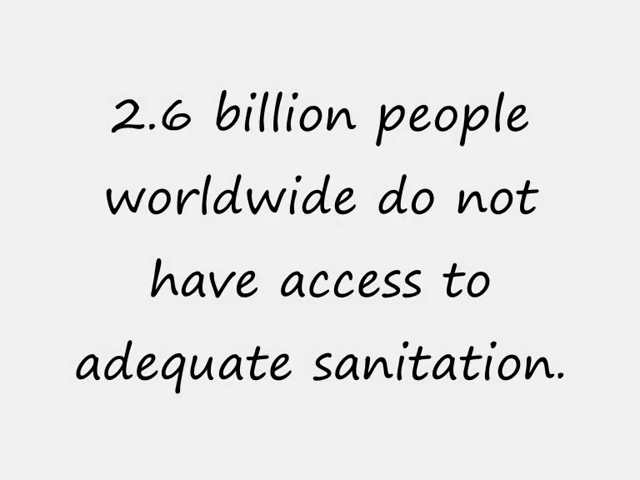 2.6 billion people
worldwide do not
have access to
adequate sanitation.